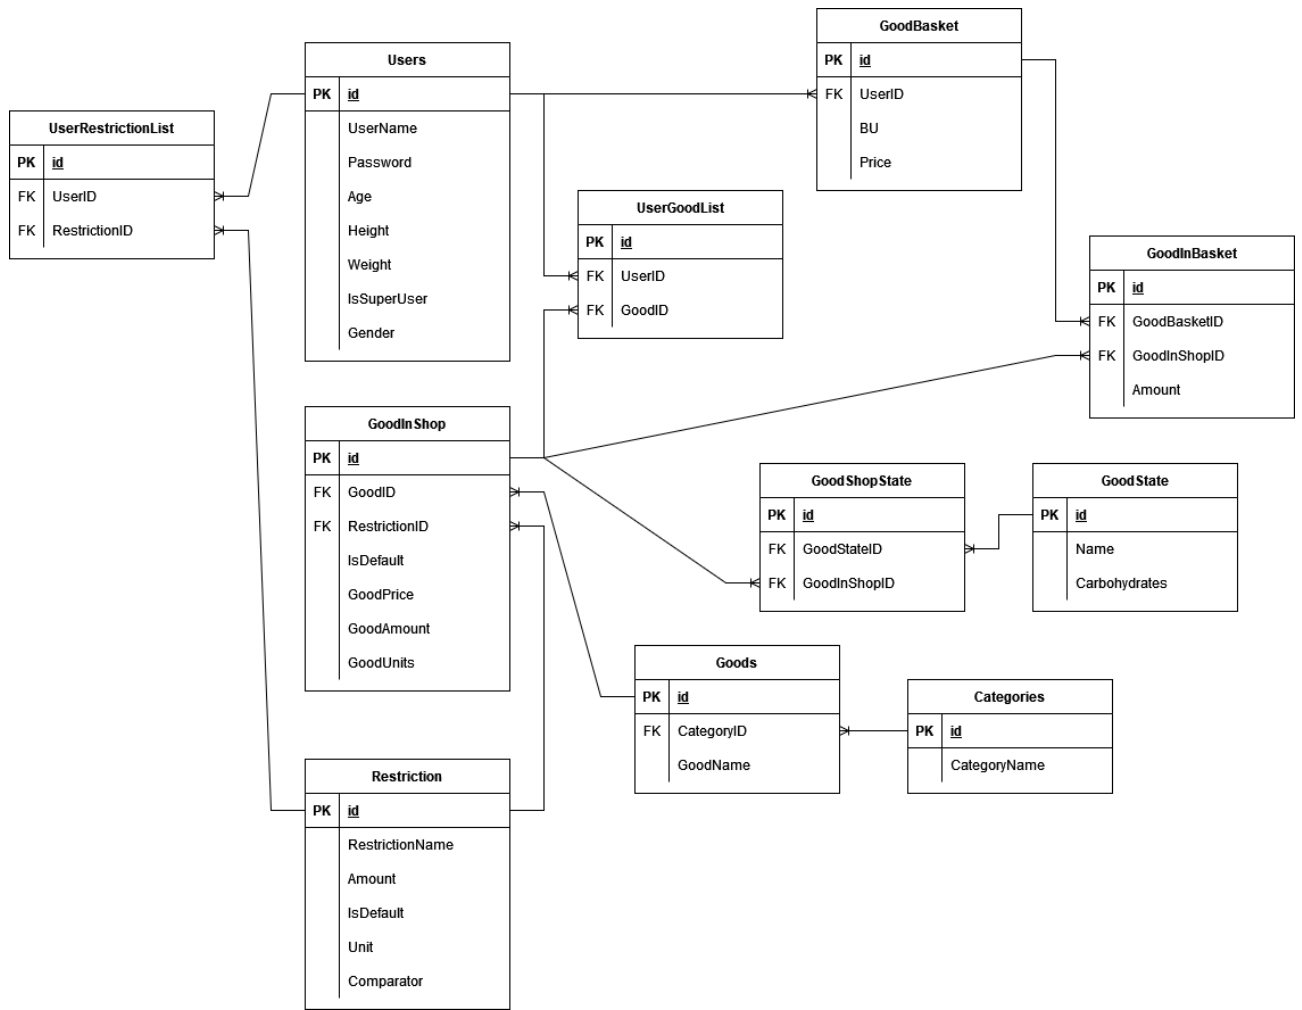 GoodBasket
PK id
FK UserID
BU
Price
Users
PK id
UserName
Password
Age
Height
Weight
IsSuperUser
Gender
UserRestrictionList
PK id
FK UserID
FK RestrictionID
UserGoodList
PK id
FK UserID
FK GoodID
GoodInBasket
PK id
FK GoodBasketID
FK GoodInShopID
Amount
GoodInShop
PK id
FK GoodID
FK RestrictionID
IsDefault
GoodPrice
GoodAmount
GoodUnits
GoodShopState
PK id
FK GoodStateID
FK GoodInShopID
GoodState
PK id
Name
Carbohydrates
Goods
PK id
FK CategoryID
GoodName
Categories
PK id
CategoryName
Restriction
PK id
RestrictionName
Amount
IsDefault
Unit
Comparator